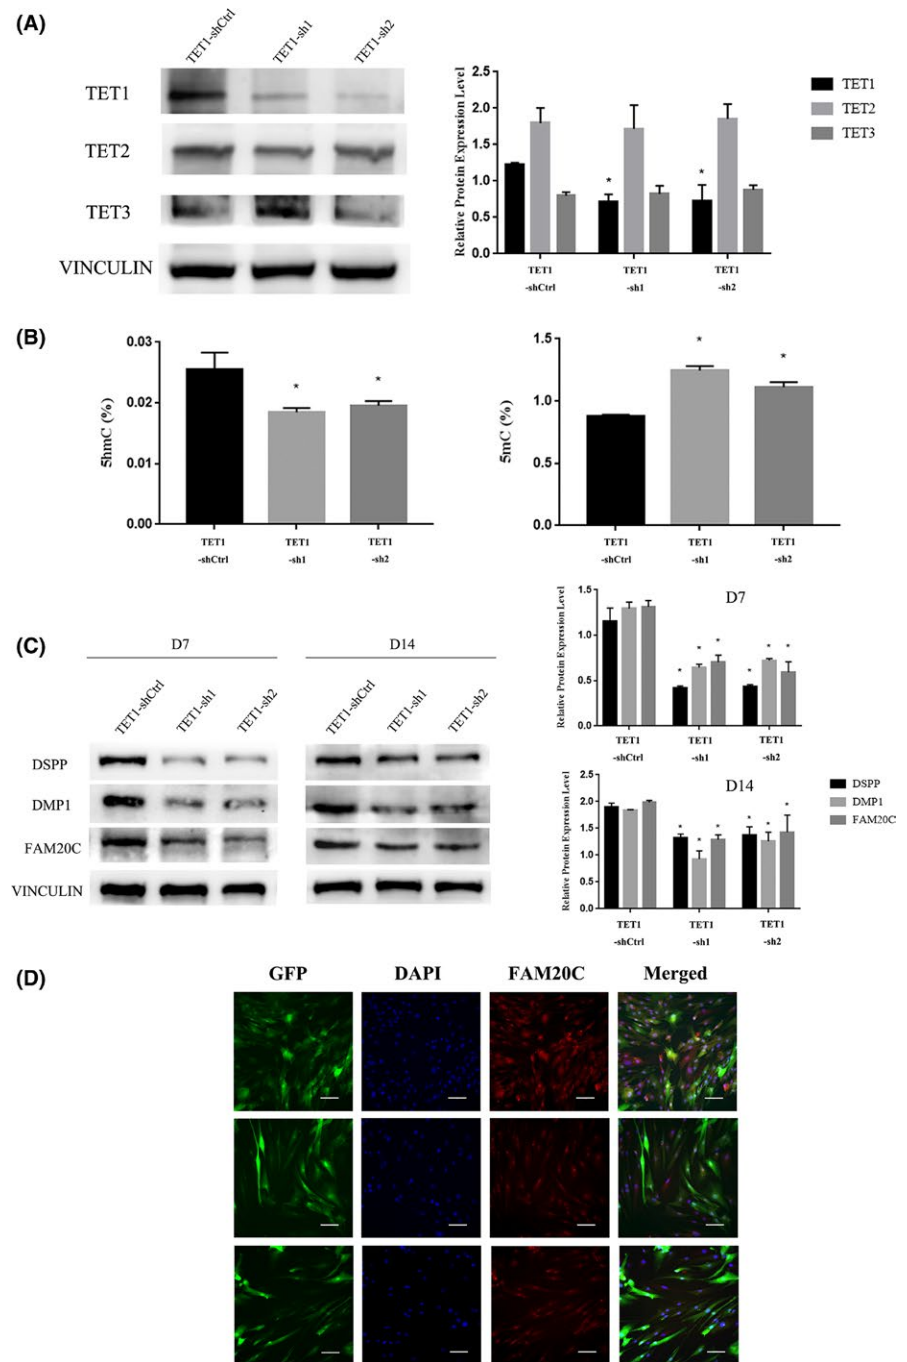 (A)
TET1-shCtrl TET1-sh1 TET1-sh2
TET1
TET2
TET3
VINCULIN
Relative Protein Expression Level
2.5
2.0
1.5
1.0
0.5
0.0
* *
TET1 TET1 TET1
-shCtrl -sh1 -sh2
TET1
TET2
TET3
(B)
5hmC (%)
0.03
0.02
0.01
0.00
* *
TET1 TET1 TET1
-shCtrl -sh1 -sh2
5mC (%)
1.5
1.0
0.5
0.0
* *
TET1 TET1 TET1
-shCtrl -sh1 -sh2
(C)
D7 D14
TET1-shCtrl TET1-sh1 TET1-sh2 TET1-shCtrl TET1-sh1 TET1-sh2
DSPP
DMP1
FAM20C
VINCULIN
D7
Relative Protein Expression Level
1.5
1.0
0.5
0.0
* * * * * *
TET1 TET1 TET1
-shCtrl -sh1 -sh2
D14
Relative Protein Expression Level
2.5
2.0
1.5
1.0
0.5
0.0
* * * * * *
TET1 TET1 TET1
-shCtrl -sh1 -sh2
DSPP
DMP1
FAM20C
(D)
GFP DAPI FAM20C Merged